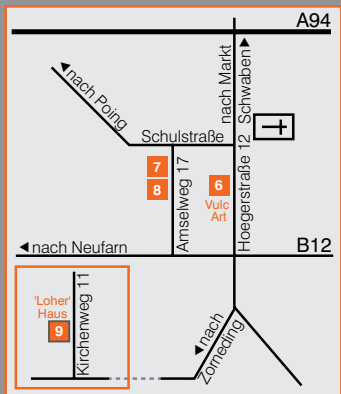 A94
nach Poing
nach Markt
Schwaben
Schulstraße
7
8
Amselweg 17
6
Vulc
Art
Hoegerstraße 12
nach Neufarn
B12
'Loher'
Haus
9
Kirchenweg 11
nach
Zorneding